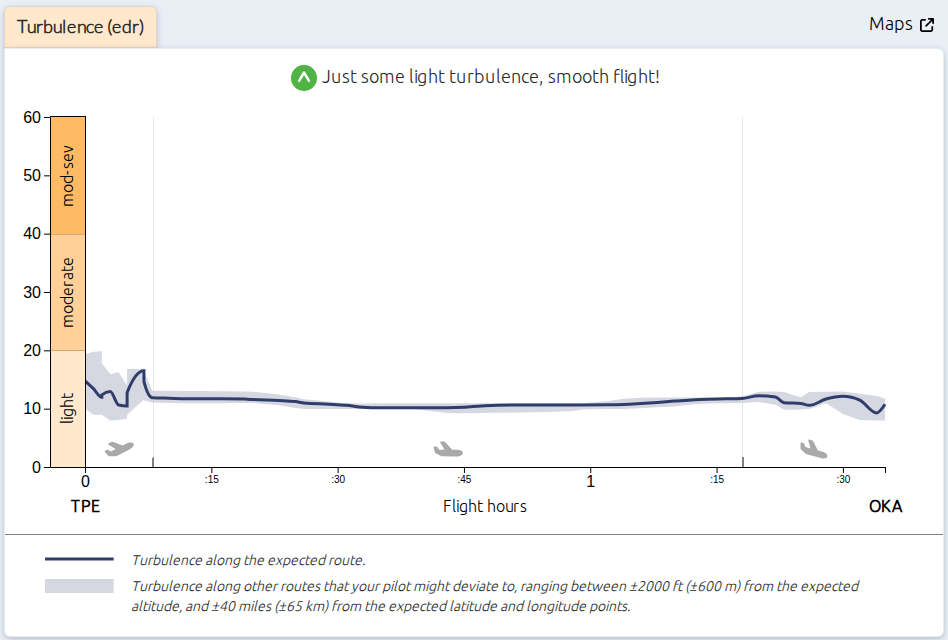 Turbulence (edr)
Maps
Just some light turbulence, smooth flight!
60
50
40
30
20
10
0
mod-sev
moderate
light
0
:15
:30
:45
1
:15
:30
TPE
Flight hours
OKA
Turbulence along the expected route.
Turbulence along other routes that your pilot might deviate to, ranging between ±2000 ft (±600 m) from the expected
altitude, and ±40 miles (±65 km) from the expected latitude and longitude points.